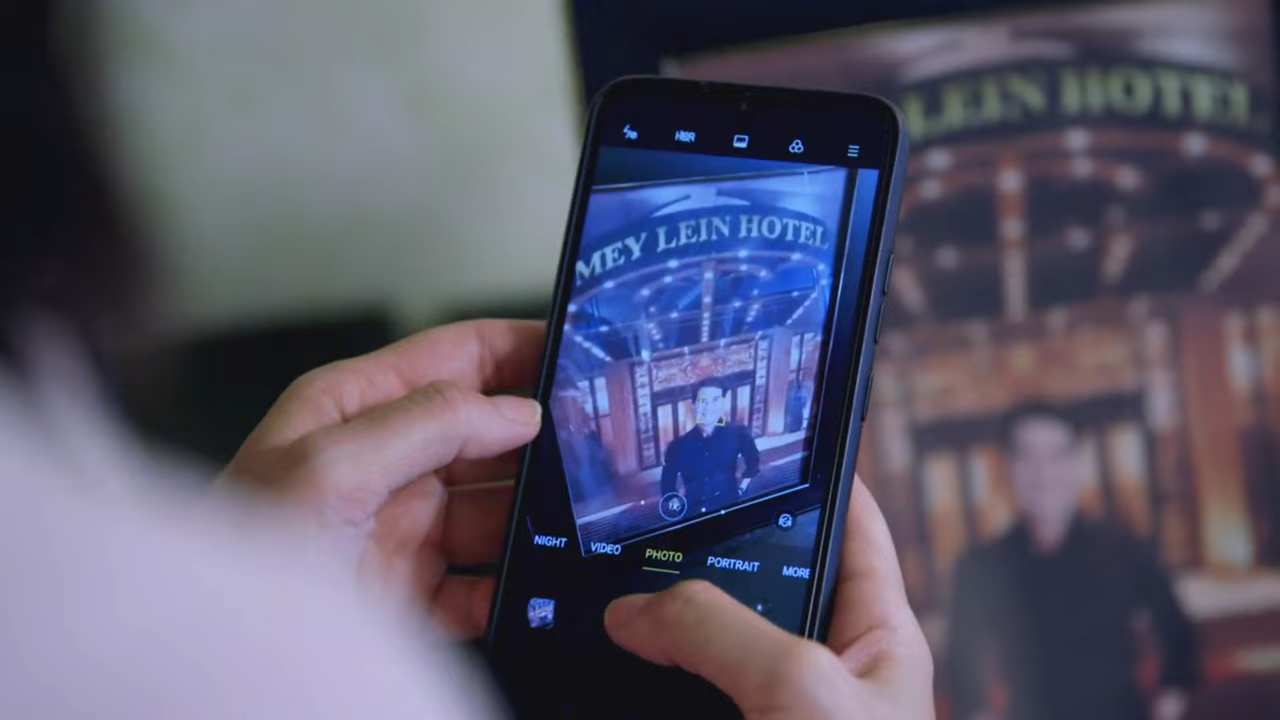 LEIN HOTEL
HDR
MEY LEIN HOTEL
1X
NIGHT VIDEO PHOTO PORTRAIT MORE